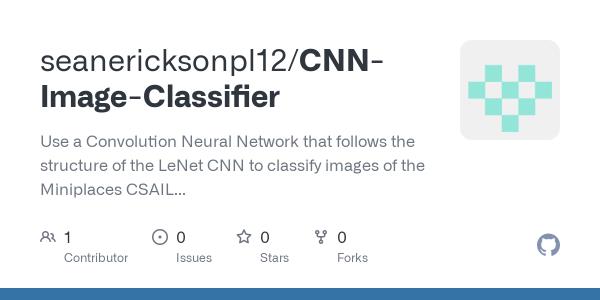 seanericksonpl12/CNN-
Image-Classifier
Use a Convolution Neural Network that follows the
structure of the LeNet CNN to classify images of the
Miniplaces CSAIL...
1 0 0 0
Contributor Issues Stars Forks